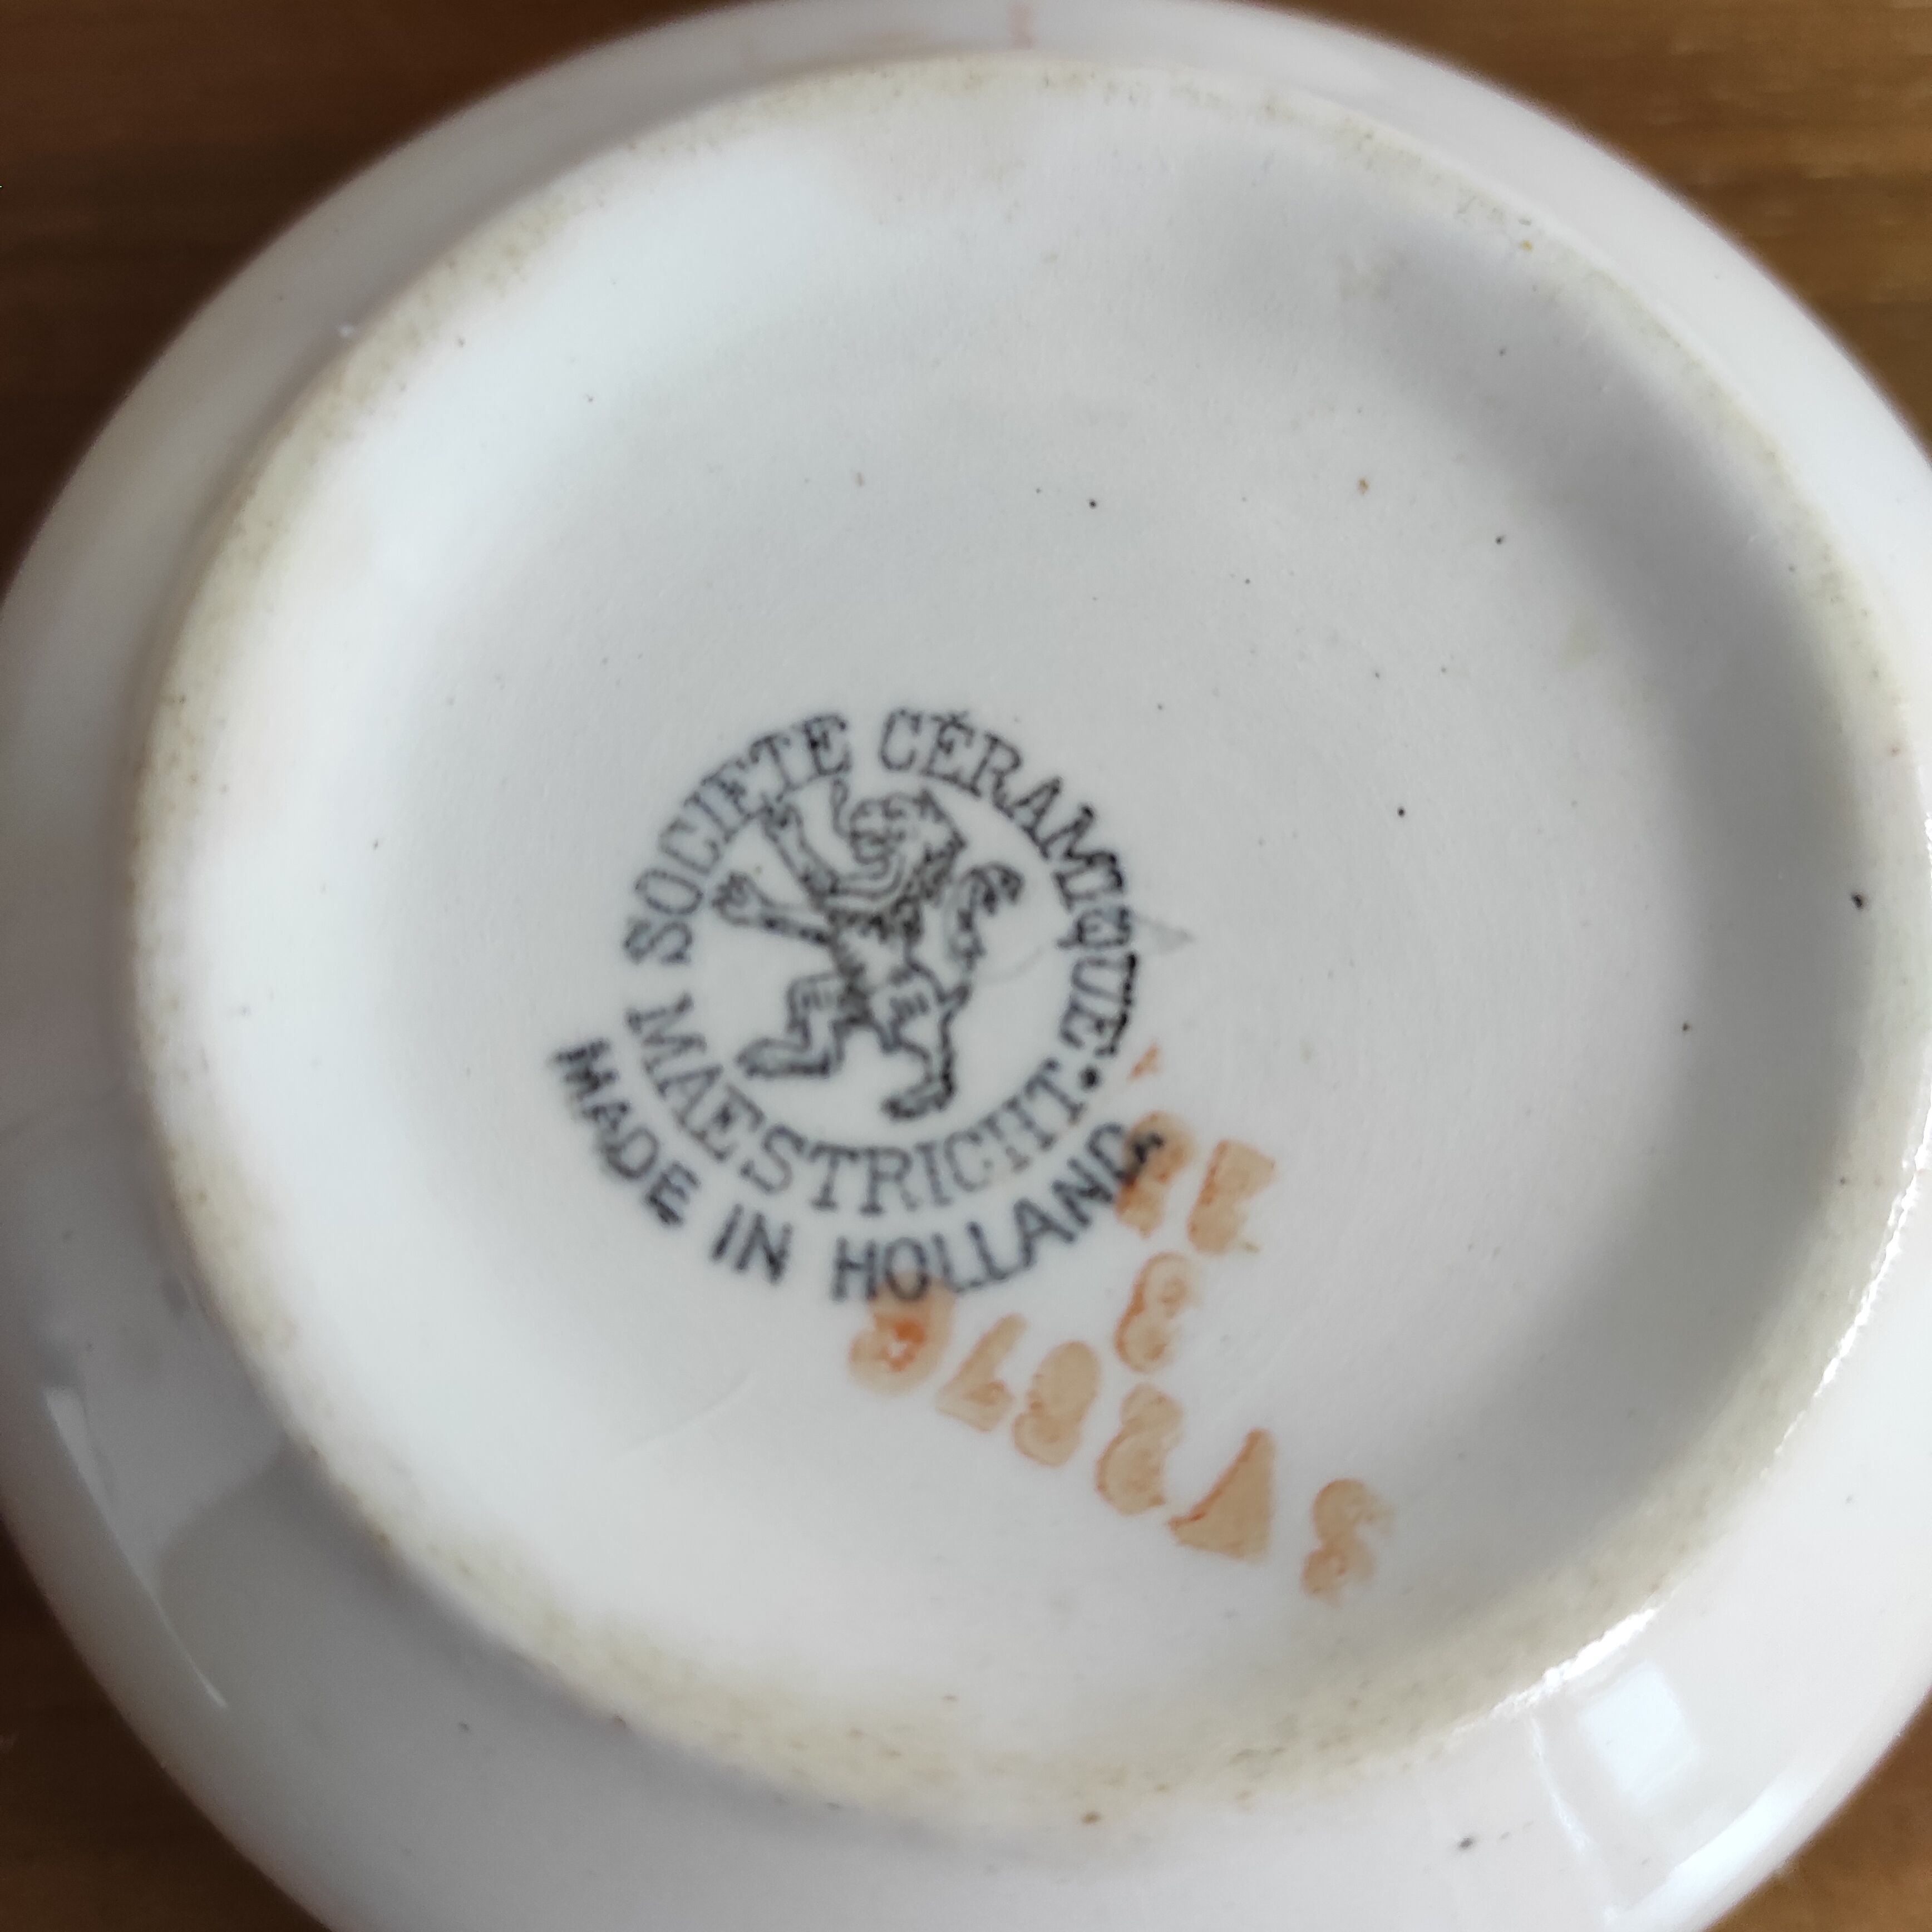 SOCIETE CÉRAMIQUE.
MAESTRICHT.
MADE IN HOLLAND.